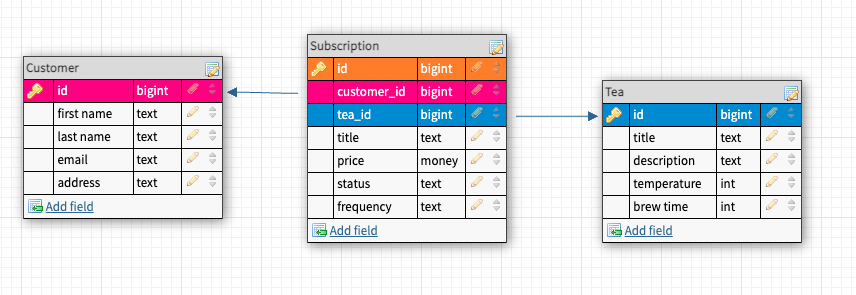 Customer
id bigint
first name text
last name text
email text
address text
Add field
Subscription
id bigint
customer_id bigint
tea_id bigint
title text
price money
status text
frequency text
Add field
Tea
id bigint
title text
description text
temperature int
brew time int
Add field